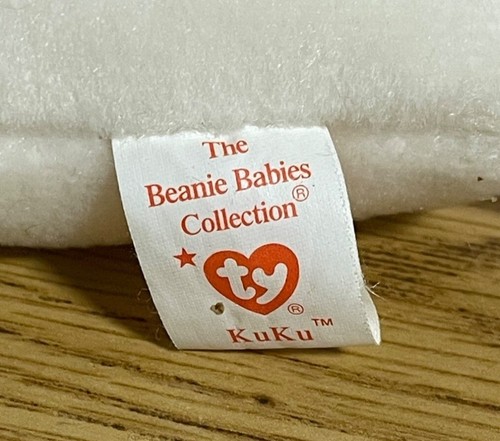 The
Beanie Babies
Collection®
ty®
KuKu™